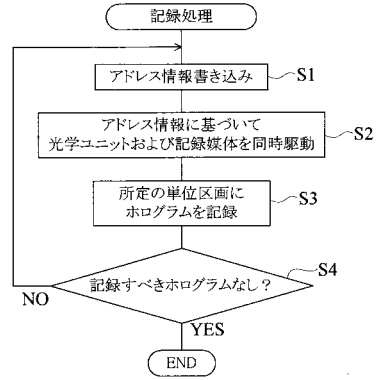 記録処理
アドレス情報書き込み
S1
アドレス情報に基づいて
光学ユニットおよび記録媒体を同時駆動
S2
所定の単位区画に
ホログラムを記録
S3
記録すべきホログラムなし?
S4
NO
YES
END